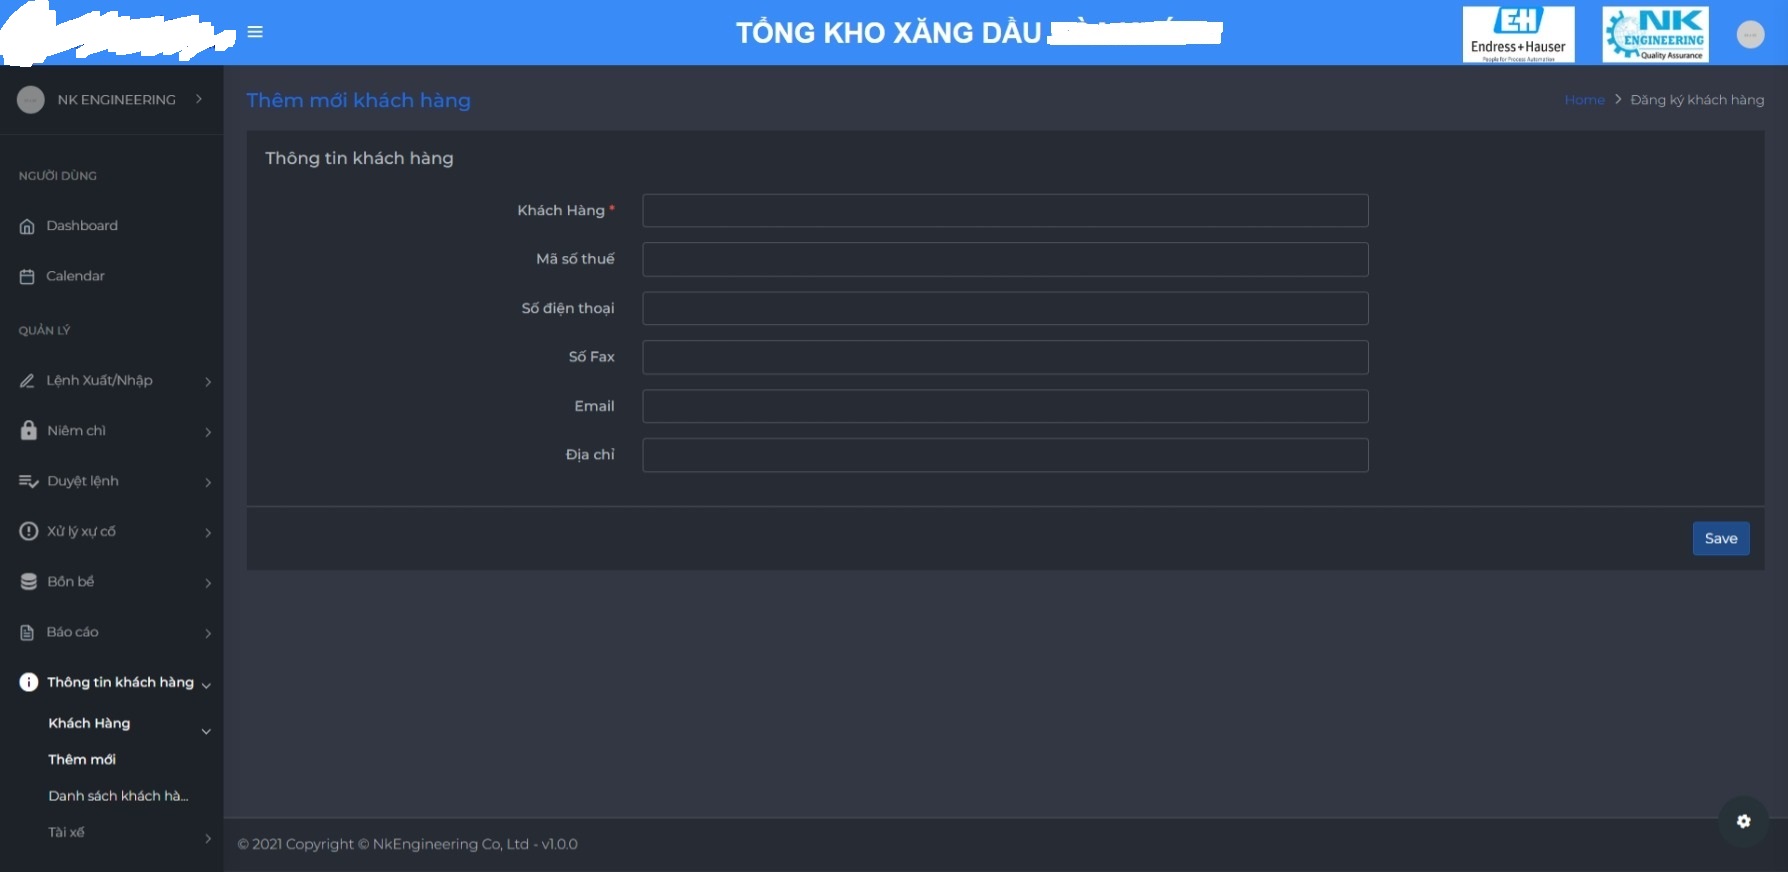 TỔNG KHO XĂNG DẦU
Endress+Hauser
People for Process Automation
NK
ENGINEERING
Quality Assurance
NK ENGINEERING
Thêm mới khách hàng
Home > Đăng ký khách hàng
NGƯỜI DÙNG
Dashboard
Calendar
QUẢN LÝ
Lệnh Xuất/Nhập
Niêm chì
Duyệt lệnh
Xử lý xự cố
Bồn bể
Báo cáo
Thông tin khách hàng
Khách Hàng
Thêm mới
Danh sách khách hà...
Tài xế
Thông tin khách hàng
Khách Hàng *
Mã số thuế
Số điện thoại
Số Fax
Email
Địa chỉ
Save
© 2021 Copyright © NkEngineering Co, Ltd - v1.0.0